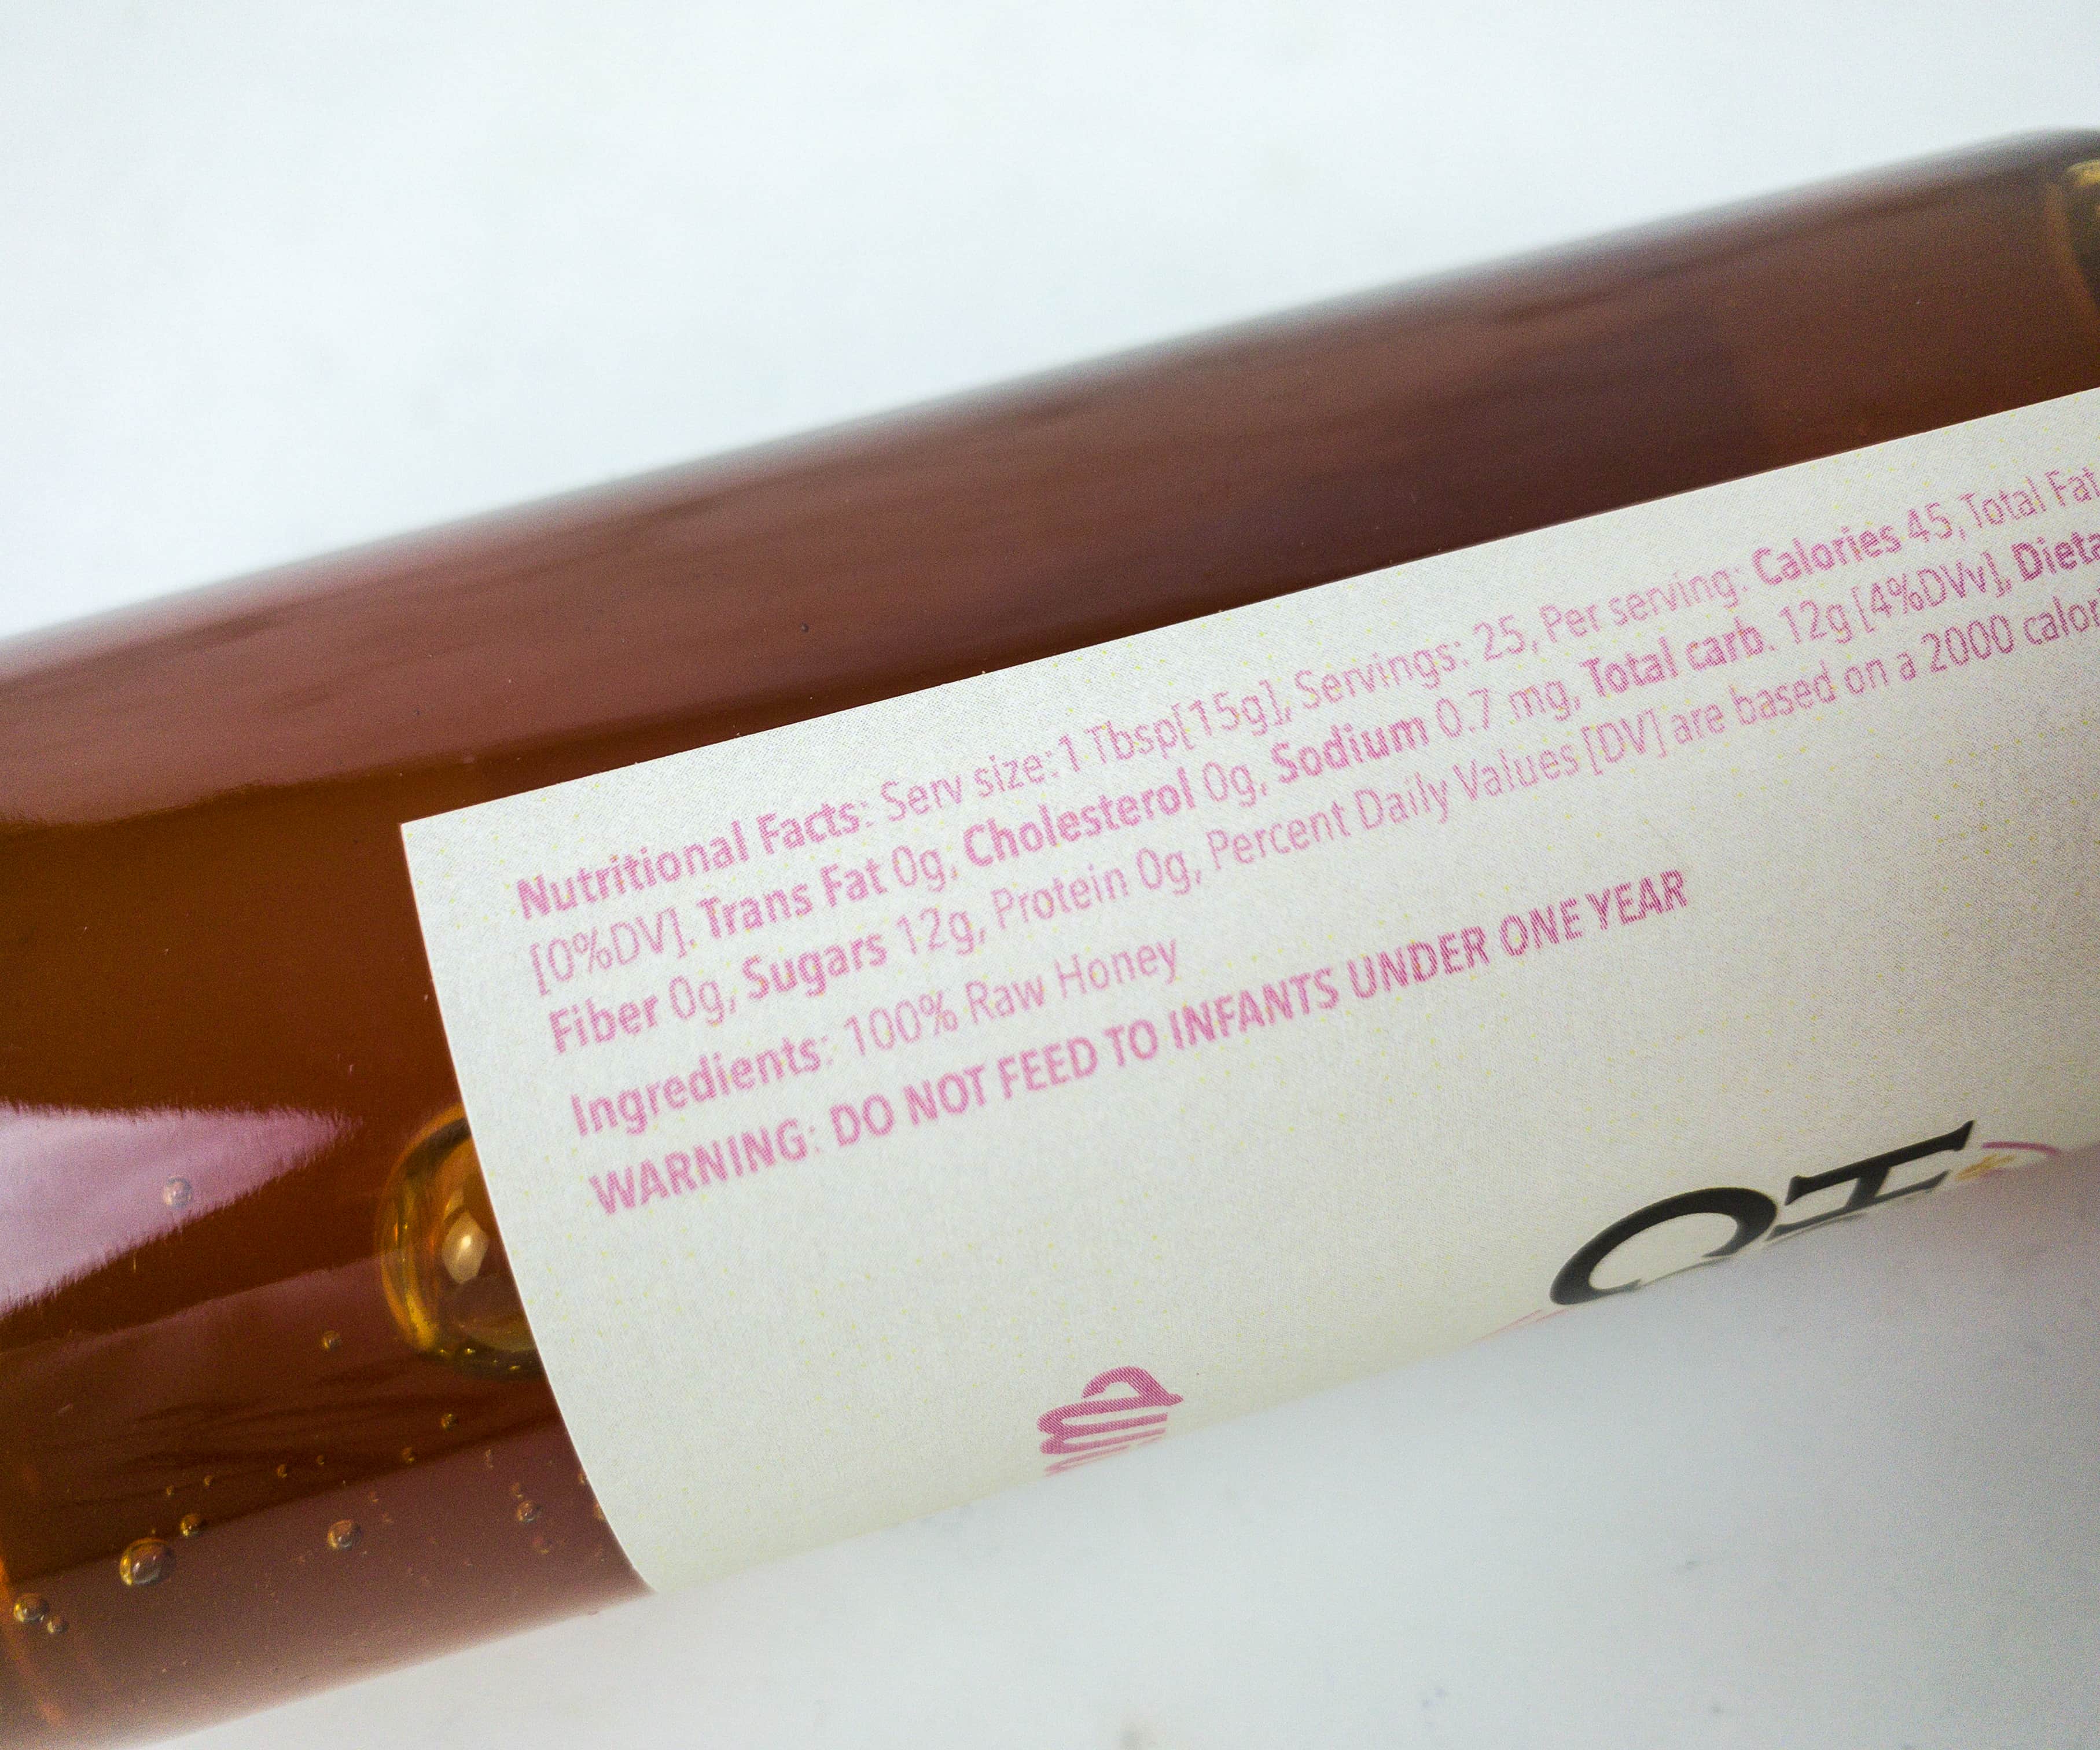 Nutritional Facts: Serv size:1 Tbsp[15g], Servings: 25, Per serving: Calories 45, Total Fat
[0%DV]. Trans Fat 0g, Cholesterol 0g, Sodium 0.7 mg, Total carb. 12g [4%DVv], Dieta
Fiber 0g, Sugars 12g, Protein 0g, Percent Daily Values [DV] are based on a 2000 calor
Ingredients: 100% Raw Honey
WARNING: DO NOT FEED TO INFANTS UNDER ONE YEAR